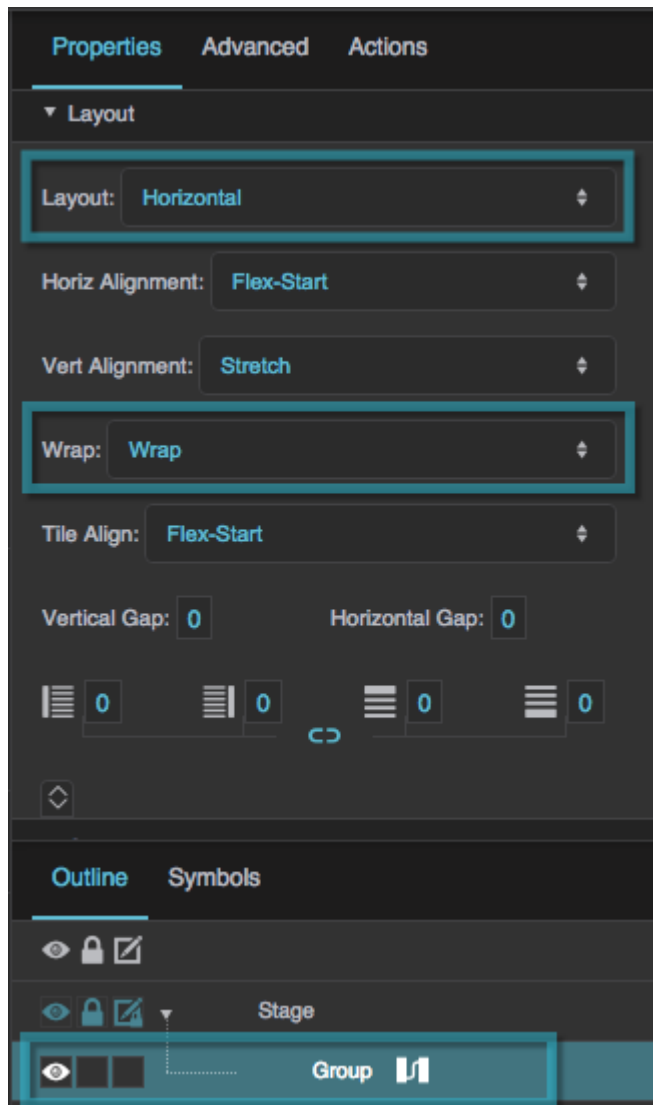 Properties Advanced Actions
Layout
Layout: Horizontal
Horiz Alignment: Flex-Start
Vert Alignment: Stretch
Wrap: Wrap
Tile Align: Flex-Start
Vertical Gap: 0 Horizontal Gap: 0
0 0 0 0
Outline Symbols
Stage
Group